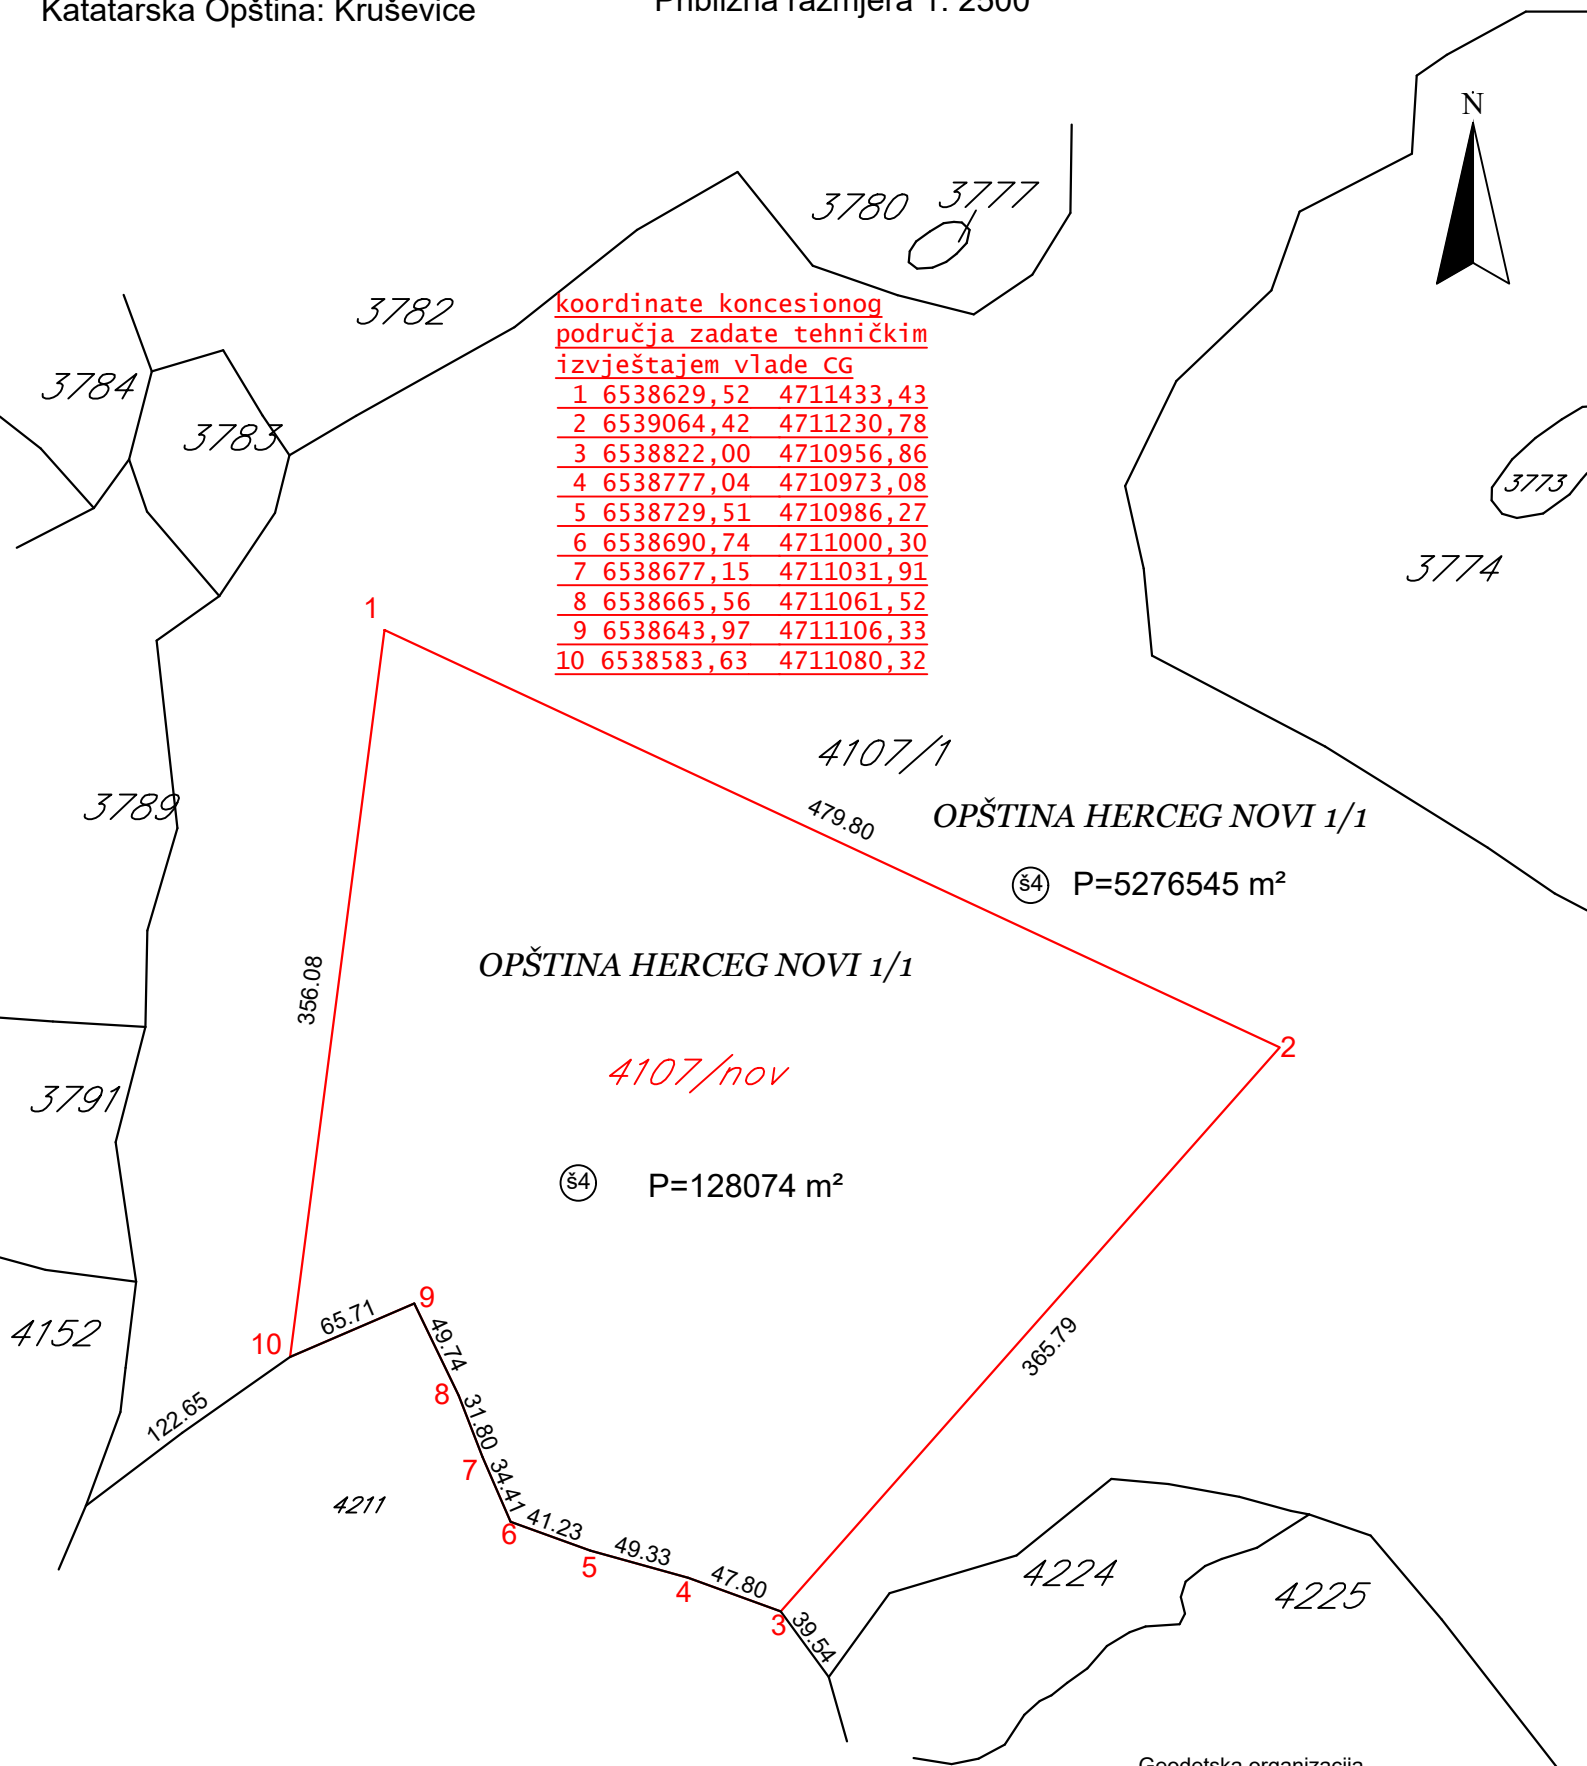 Katatarska Opština: Kruševice
Približna razmjera 1: 2500
N
3780
3777
3782
koordinate koncesionog
područja zadate tehničkim
izvještajem vlade CG
1 6538629,52 4711433,43
2 6539064,42 4711230,78
3 6538822,00 4710956,86
4 6538777,04 4710973,08
5 6538729,51 4710986,27
6 6538690,74 4711000,30
7 6538677,15 4711031,91
8 6538665,56 4711061,52
9 6538643,97 4711106,33
10 6538583,63 4711080,32
3784
3783
3773
3774
1
4107/1
3789
479.80
OPŠTINA HERCEG NOVI 1/1
š4 P=5276545 m²
356.08
OPŠTINA HERCEG NOVI 1/1
2
4107/nov
3791
š4 P=128074 m²
9
65.71
10
49.74
4152
365.79
8
122.65
31.80
7
34.41
4211
6
41.23
5
49.33
4
47.80
3
39.54
4224
4225
Geodetska organizacija